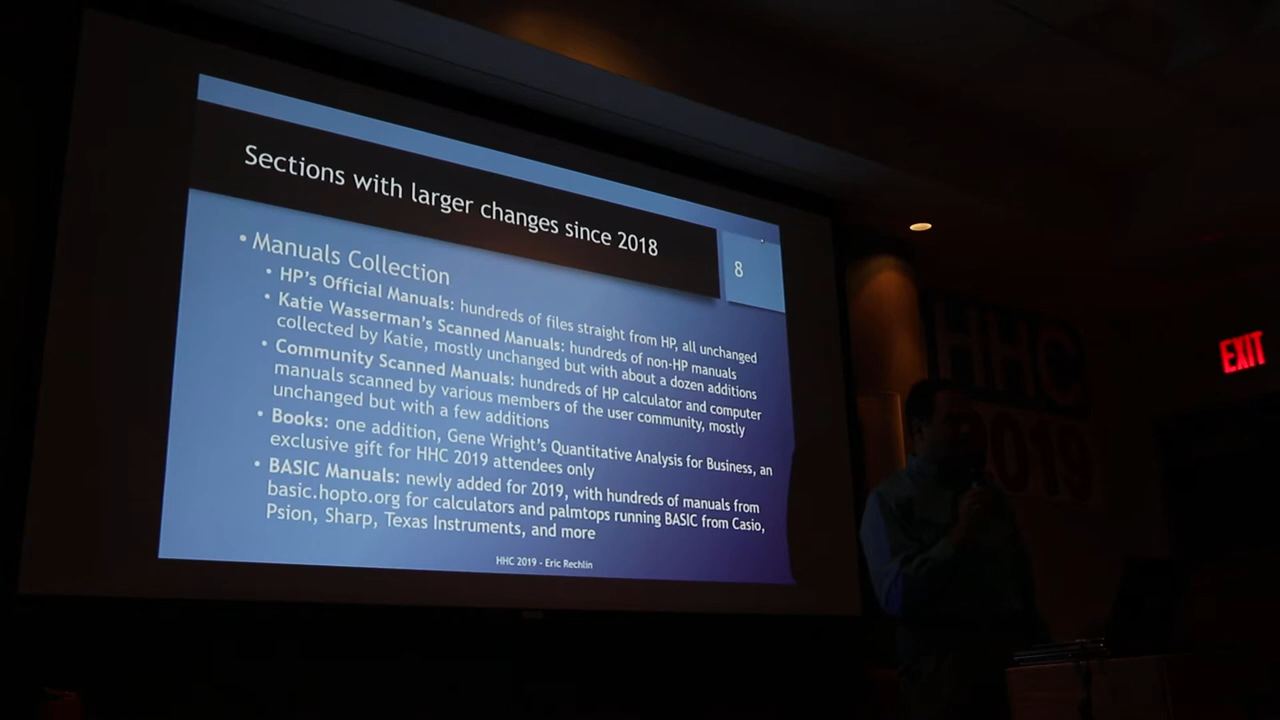 Sections with larger changes since 2018
8
• Manuals Collection
• HP's Official Manuals: hundreds of files straight from HP, all unchanged
• Katie Wasserman's Scanned Manuals: hundreds of non-HP manuals
collected by Katie, mostly unchanged but with about a dozen additions
• Community Scanned Manuals: hundreds of HP calculator and computer
manuals scanned by various members of the user community, mostly
unchanged but with a few additions
• Books: one addition, Gene Wright's Quantitative Analysis for Business, an
exclusive gift for HHC 2019 attendees only
• BASIC Manuals: newly added for 2019, with hundreds of manuals from
basic.hopto.org for calculators and palmtops running BASIC from Casio,
Psion, Sharp, Texas Instruments, and more
HHC 2019 - Eric Rechlin
HHC
2019
EXIT